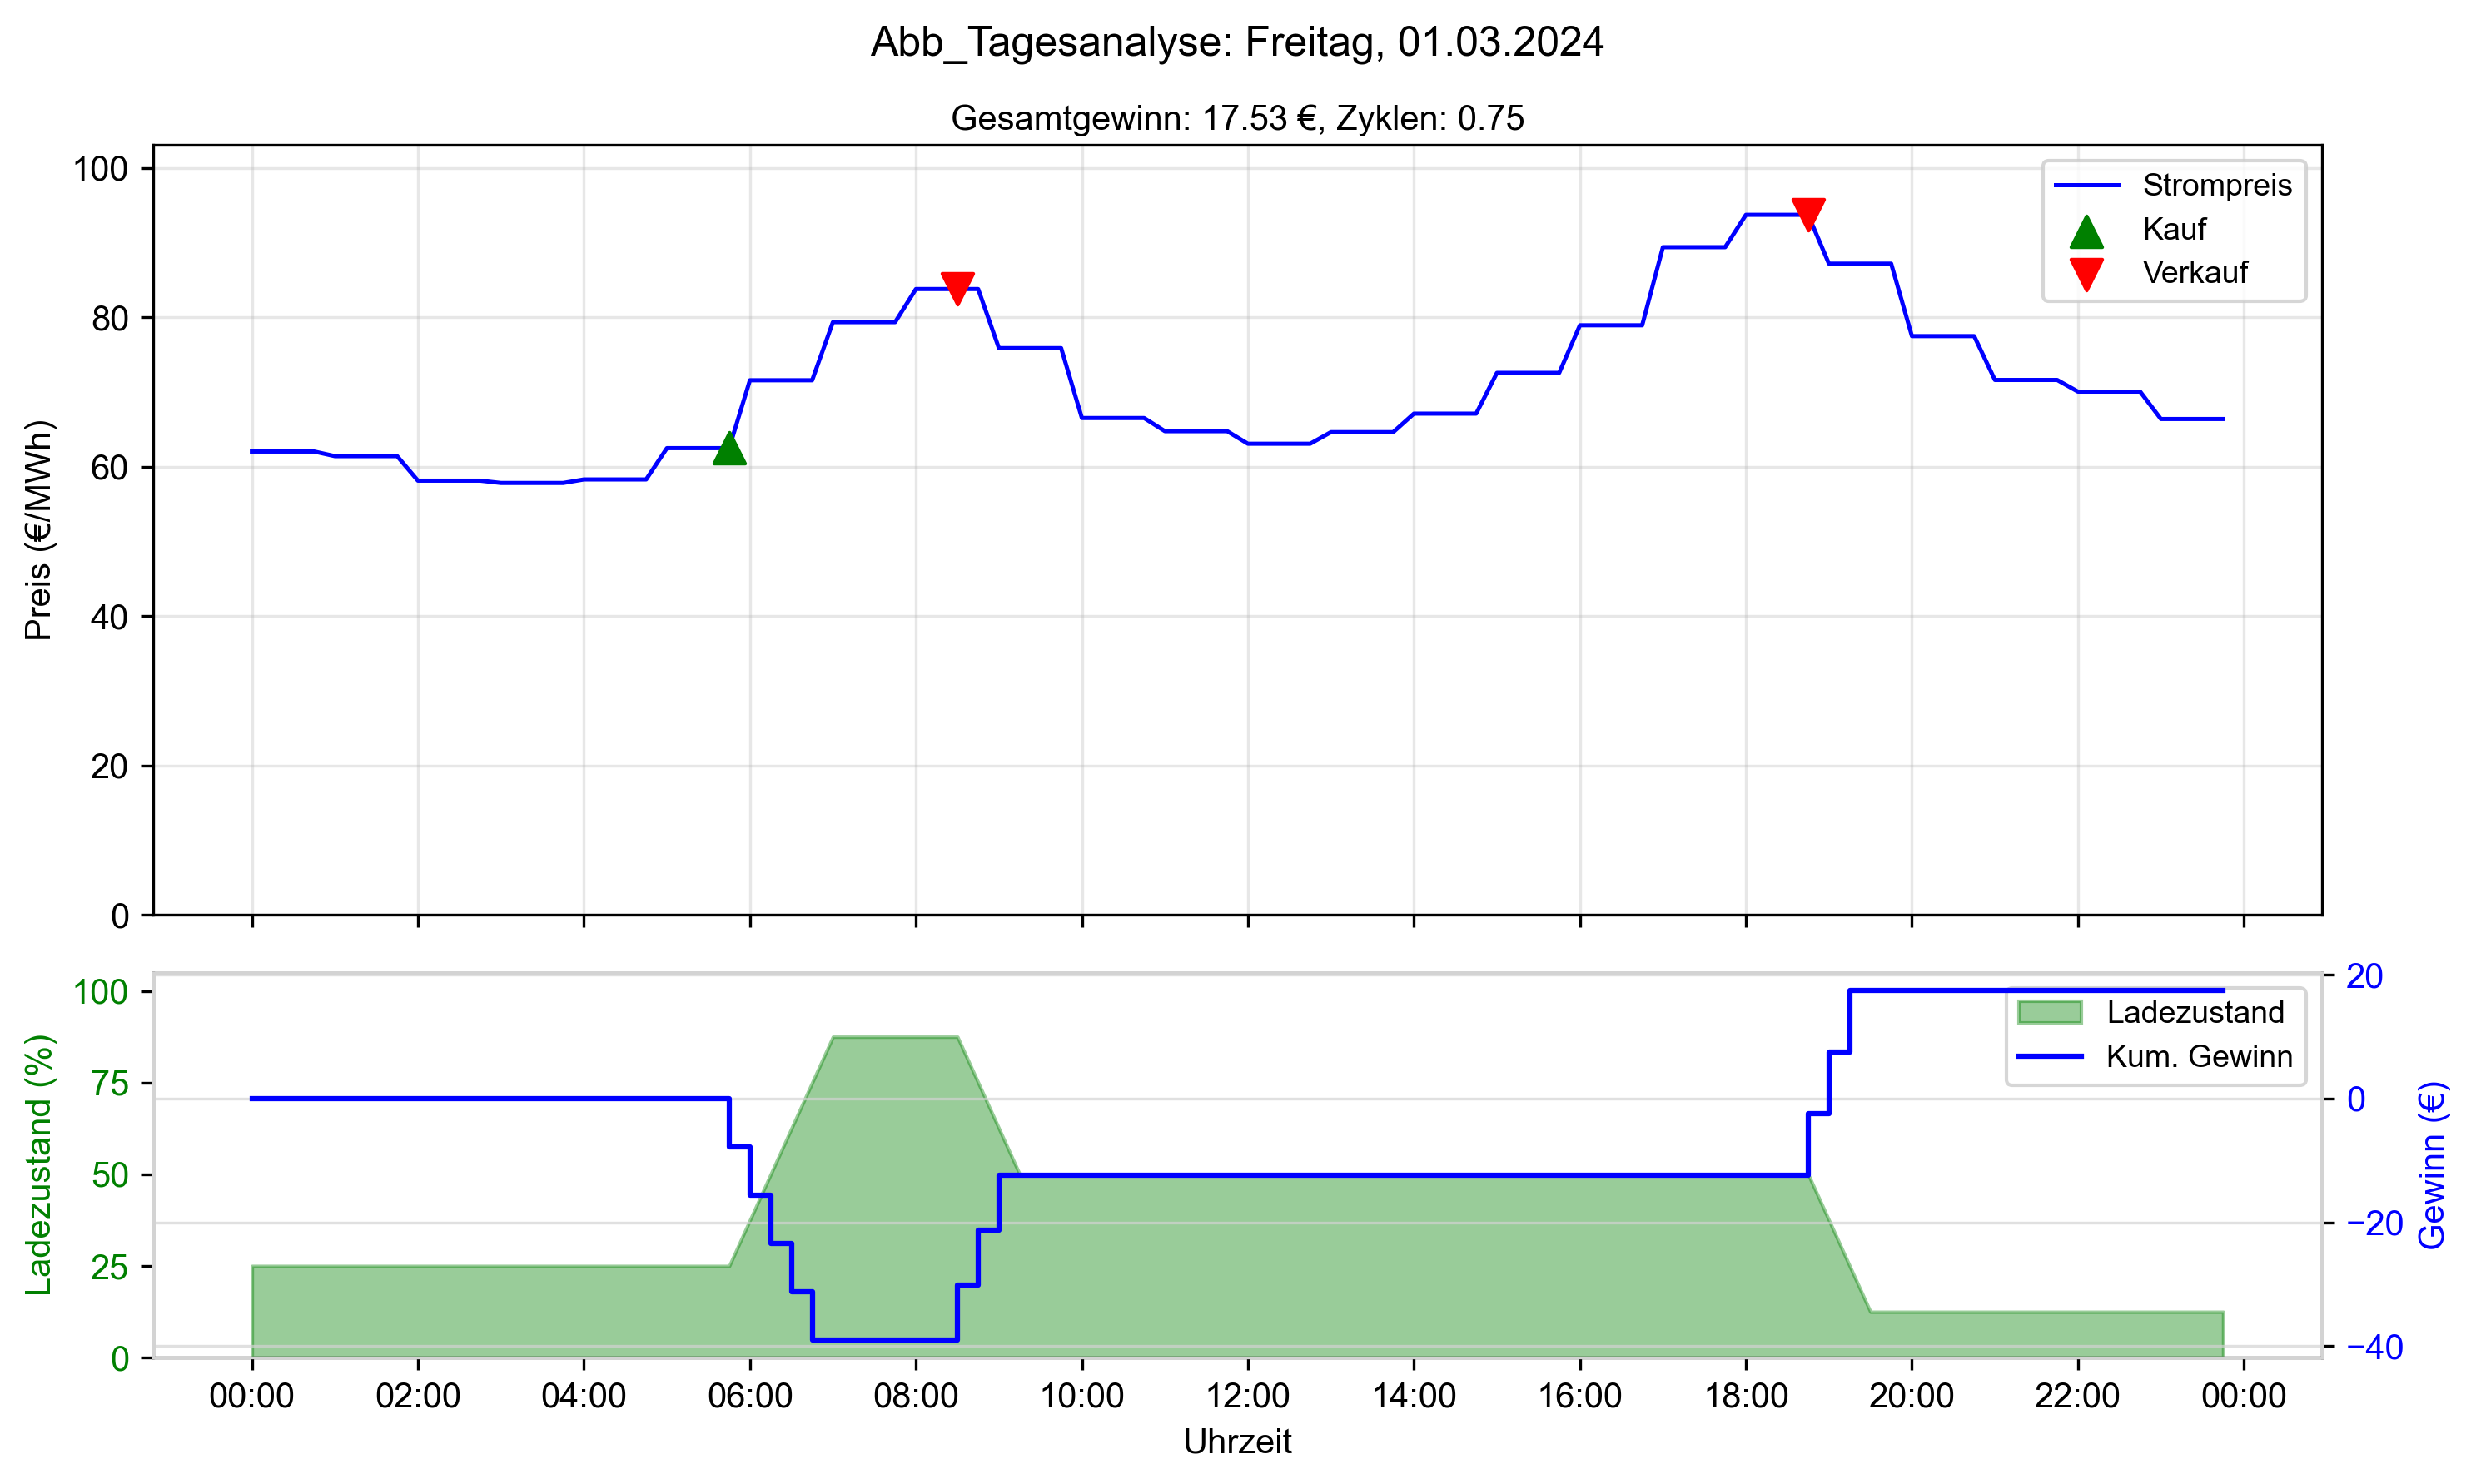 Abb_Tagesanalyse: Freitag, 01.03.2024
Gesamtgewinn: 17.53 €, Zyklen: 0.75
Preis (€/MWh)
100
80
60
40
20
0
Strompreis
Kauf
Verkauf
Ladezustand (%)
100
75
50
25
0
Ladezustand
Kum. Gewinn
20
0
−20
−40
Gewinn (€)
00:00 02:00 04:00 06:00 08:00 10:00 12:00 14:00 16:00 18:00 20:00 22:00 00:00
Uhrzeit